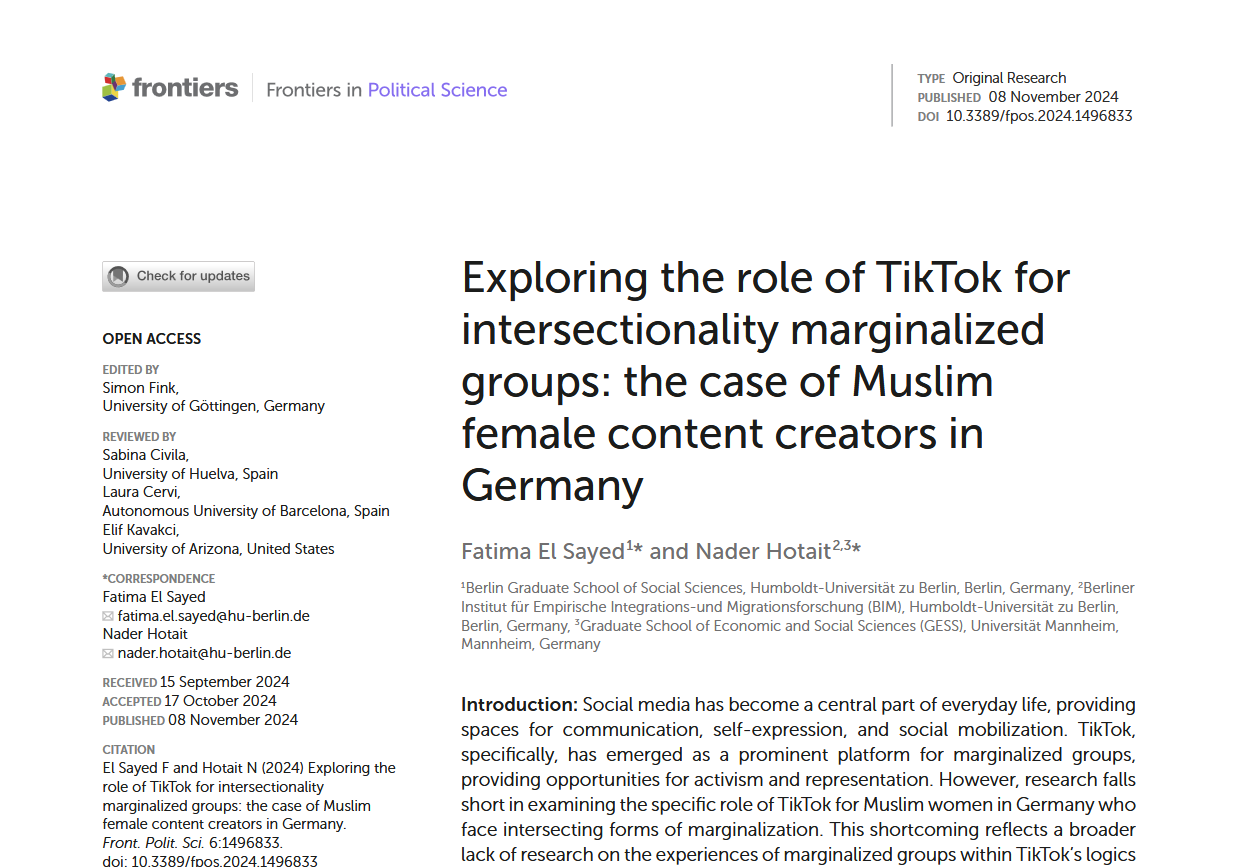 frontiers | Frontiers in Political Science
TYPE Original Research
PUBLISHED 08 November 2024
DOI 10.3389/fpos.2024.1496833
Check for updates
OPEN ACCESS
EDITED BY
Simon Fink,
University of Göttingen, Germany
REVIEWED BY
Sabina Civila,
University of Huelva, Spain
Laura Cervi,
Autonomous University of Barcelona, Spain
Elif Kavakci,
University of Arizona, United States
*CORRESPONDENCE
Fatima El Sayed
fatima.el.sayed@hu-berlin.de
Nader Hotait
nader.hotait@hu-berlin.de
RECEIVED 15 September 2024
ACCEPTED 17 October 2024
PUBLISHED 08 November 2024
CITATION
El Sayed F and Hotait N (2024) Exploring the
role of TikTok for intersectionality
marginalized groups: the case of Muslim
female content creators in Germany.
Front. Polit. Sci. 6:1496833.
doi: 10.3389/fpos.2024.1496833
Exploring the role of TikTok for
intersectionality marginalized
groups: the case of Muslim
female content creators in
Germany
Fatima El Sayed1* and Nader Hotait2,3*
1Berlin Graduate School of Social Sciences, Humboldt-Universität zu Berlin, Berlin, Germany, 2Berliner
Institut für Empirische Integrations-und Migrationsforschung (BIM), Humboldt-Universität zu Berlin,
Berlin, Germany, 3Graduate School of Economic and Social Sciences (GESS), Universität Mannheim,
Mannheim, Germany
Introduction: Social media has become a central part of everyday life, providing
spaces for communication, self-expression, and social mobilization. TikTok,
specifically, has emerged as a prominent platform for marginalized groups,
providing opportunities for activism and representation. However, research falls
short in examining the specific role of TikTok for Muslim women in Germany who
face intersecting forms of marginalization. This shortcoming reflects a broader
lack of research on the experiences of marginalized groups within TikTok's logics